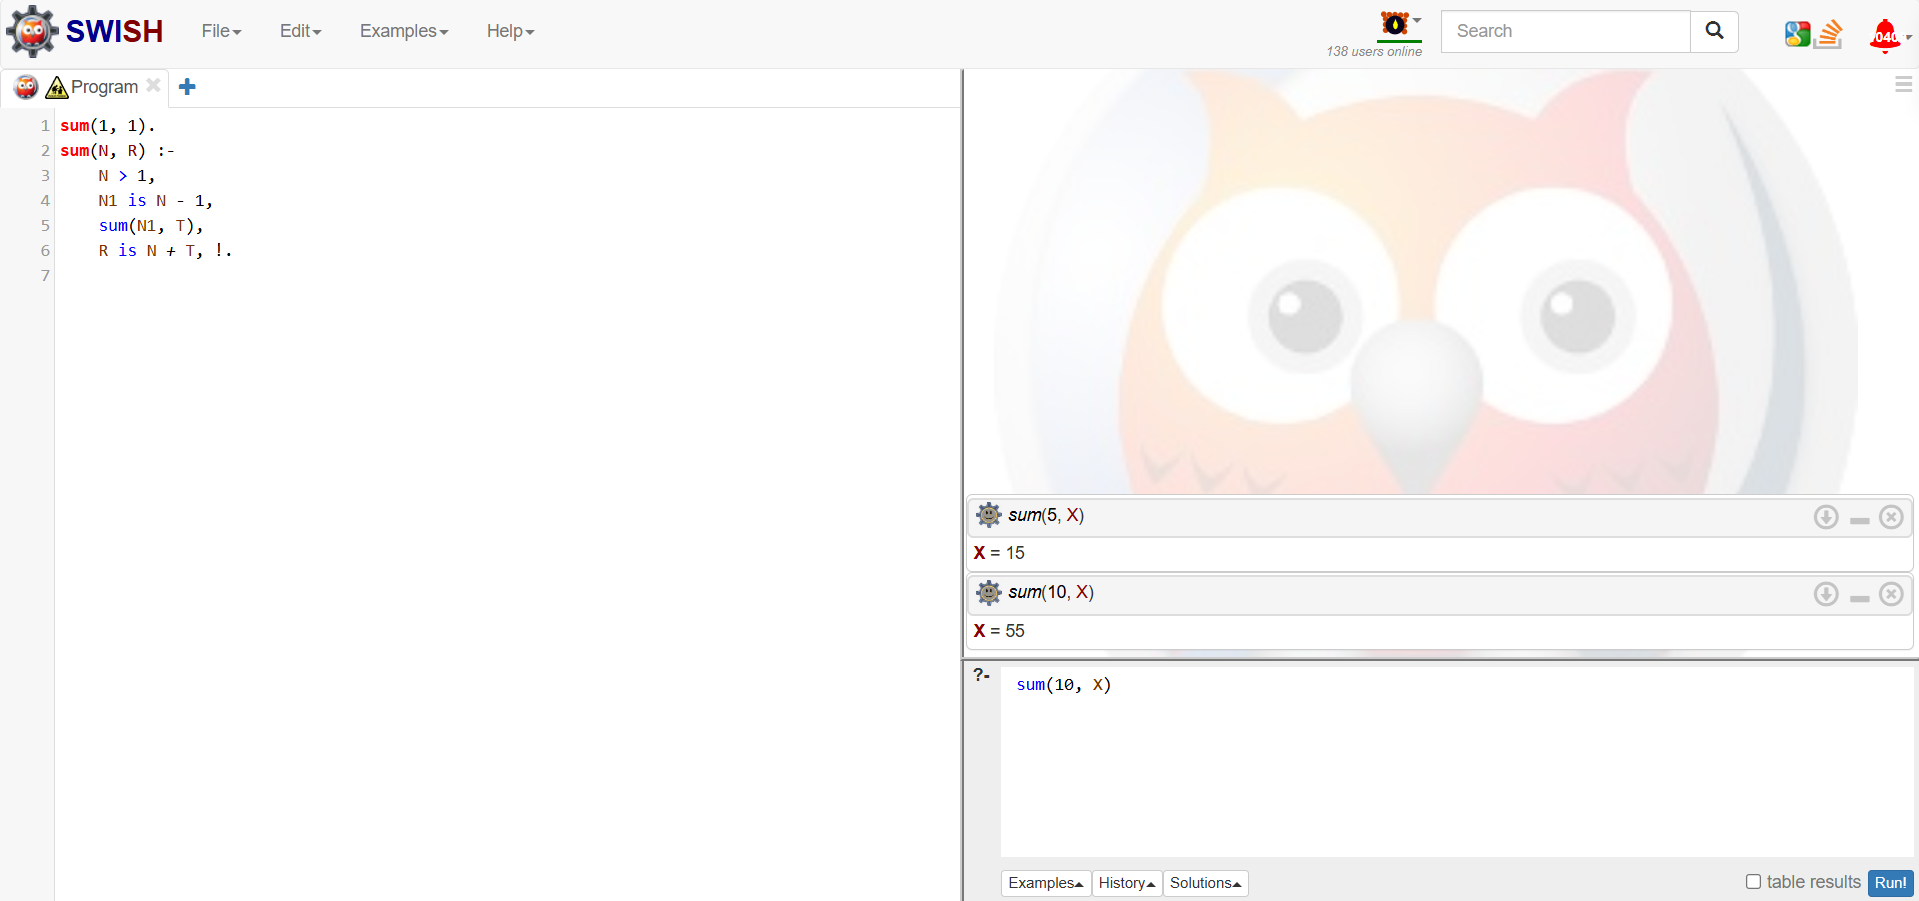 SWISH File Edit Examples Help 138 users online Search 040
Program
1 sum(1, 1).
2 sum(N, R) :-
3     N > 1,
4     N1 is N - 1,
5     sum(N1, T),
6     R is N + T, !.
7
sum(5, X)
X = 15
sum(10, X)
X = 55
?- sum(10, X)
Examples History Solutions table results Run!